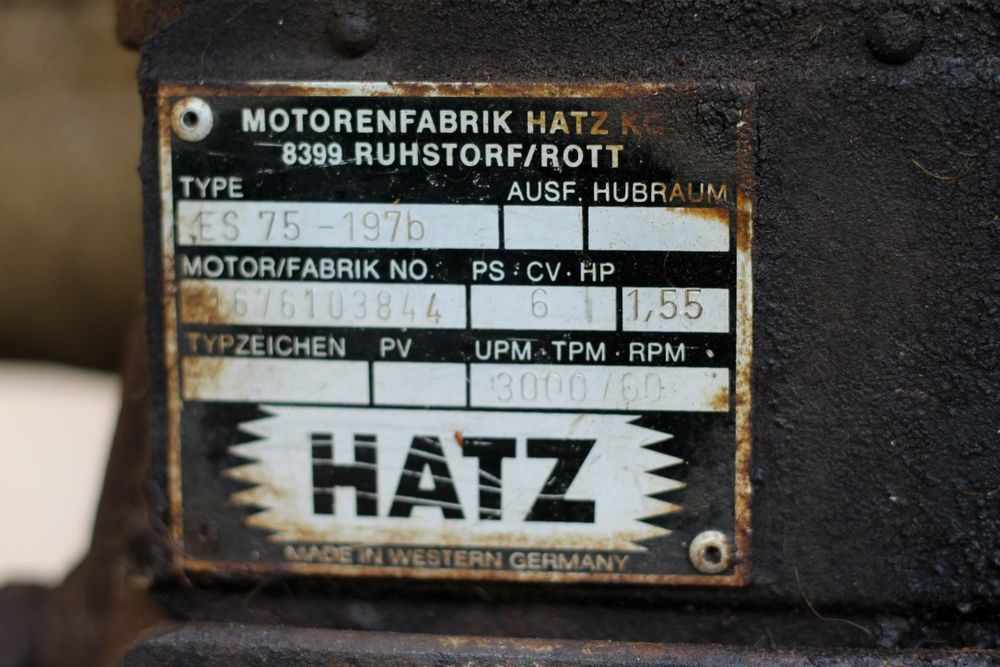 MOTORENFABRIK HATZ KG
8399 RUHSTORF/ROTT
TYPE AUSF. HUBRAUM
ES 75 - 197b
MOTOR/FABRIK NO. PS · CV · HP
1676103844 6 1,55
TYPZEICHEN PV UPM · TPM · RPM
3000/60
HATZ
MADE IN WESTERN GERMANY